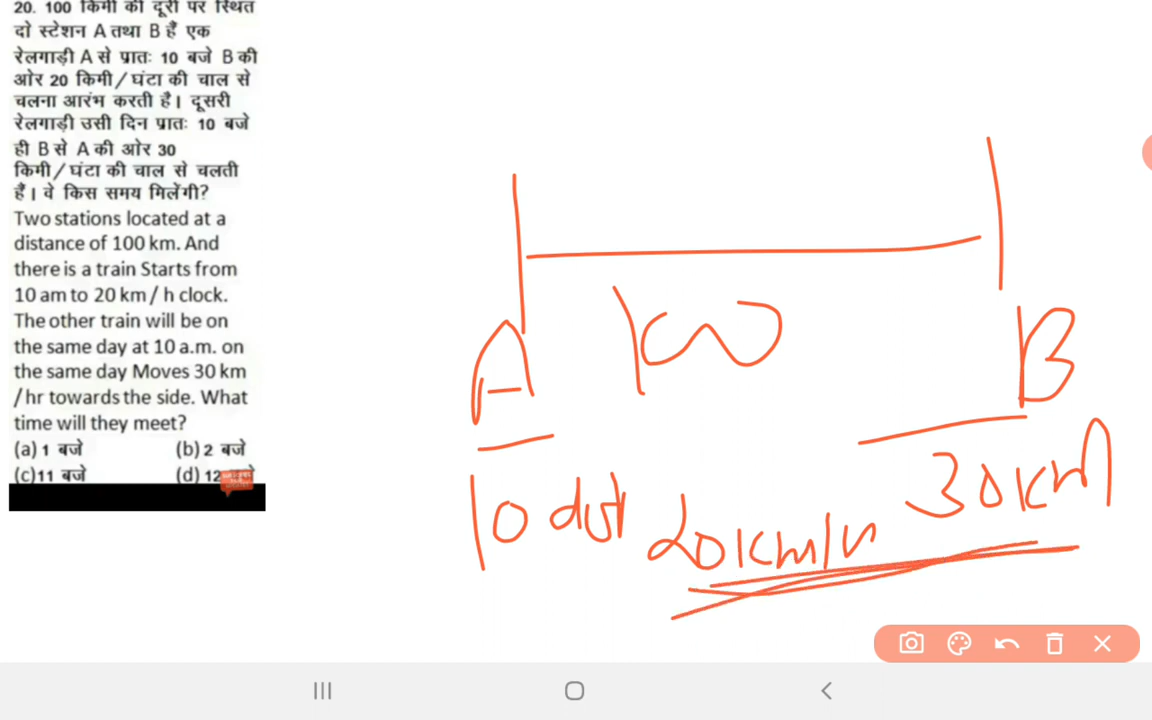 20. 100 किमी की दूरी पर स्थित
दो स्टेशन A तथा B हैं एक
रेलगाड़ी A से प्रातः 10 बजे B की
ओर 20 किमी/घंटा की चाल से
चलना आरंभ करती है। दूसरी
रेलगाड़ी उसी दिन प्रातः 10 बजे
ही B से A की ओर 30
किमी/घंटा की चाल से चलती
हैं। वे किस समय मिलेंगी?
Two stations located at a
distance of 100 km. And
there is a train Starts from
10 am to 20 km/ h clock.
The other train will be on
the same day at 10 a.m. on
the same day Moves 30 km
/hr towards the side. What
time will they meet?
(a) 1 बजे (b) 2 बजे
(c)11 बजे (d) 12
A B
10 20km/h 30km